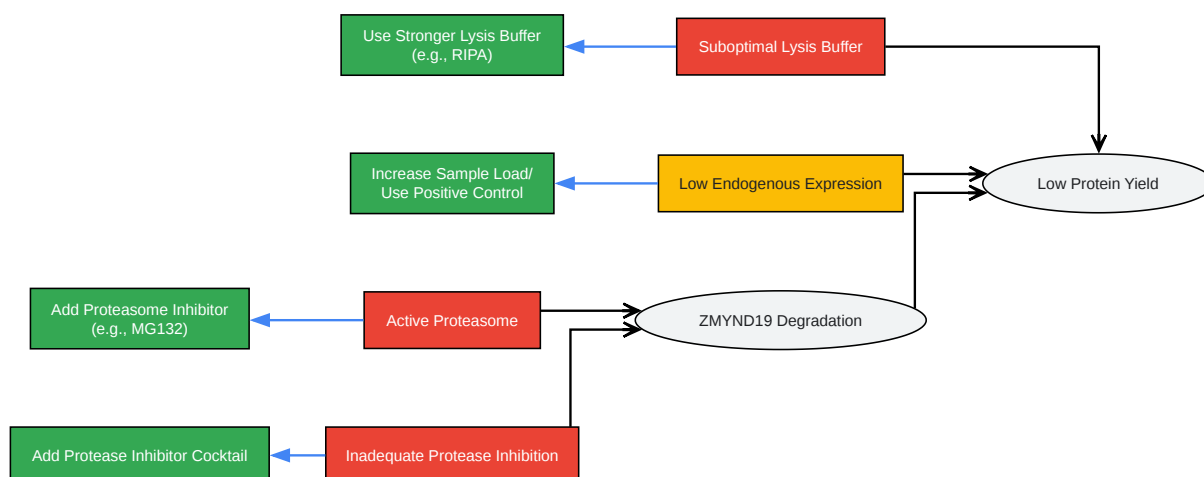 Use Stronger Lysis Buffer
(e.g., RIPA)
Suboptimal Lysis Buffer
Increase Sample Load/
Use Positive Control
Low Endogenous Expression
Low Protein Yield
Add Proteasome Inhibitor
(e.g., MG132)
Active Proteasome
ZMYND19 Degradation
Add Protease Inhibitor Cocktail
Inadequate Protease Inhibition